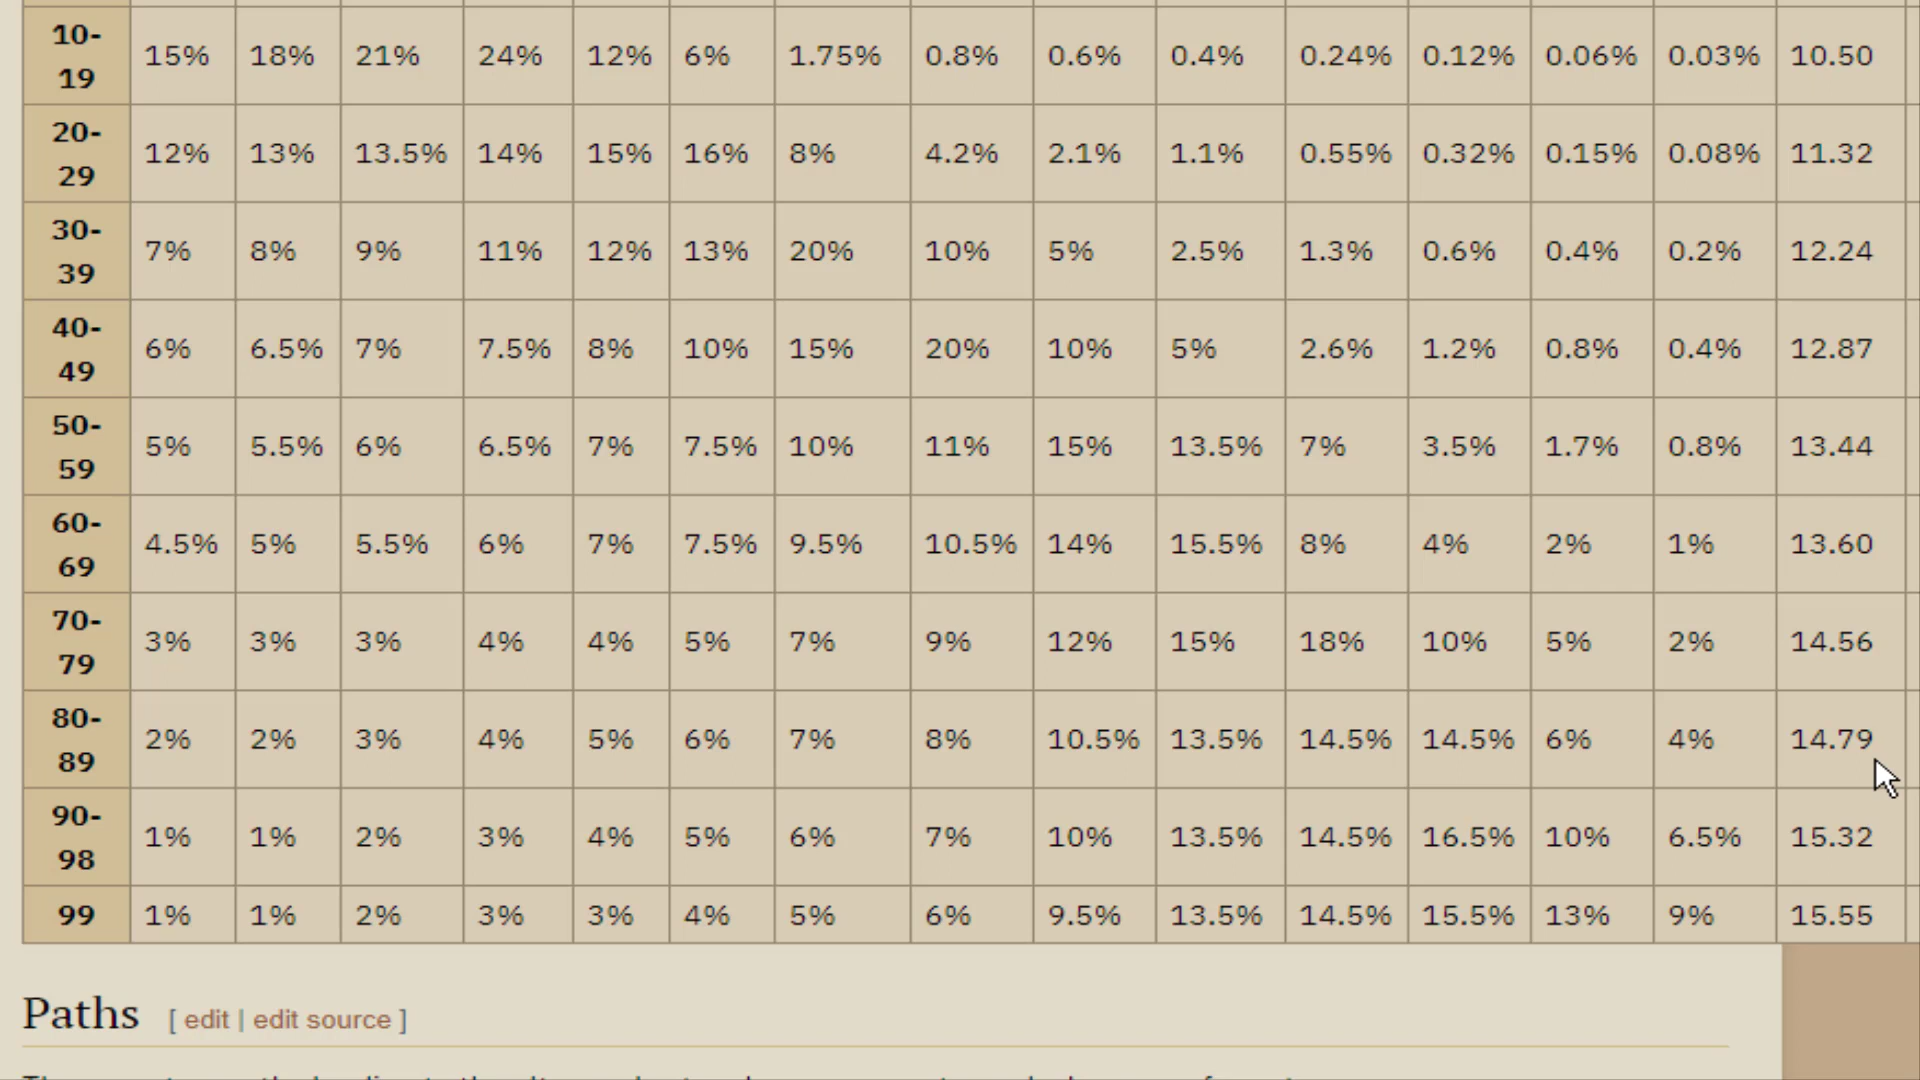 10-19 15% 18% 21% 24% 12% 6% 1.75% 0.8% 0.6% 0.4% 0.24% 0.12% 0.06% 0.03% 10.50
20-29 12% 13% 13.5% 14% 15% 16% 8% 4.2% 2.1% 1.1% 0.55% 0.32% 0.15% 0.08% 11.32
30-39 7% 8% 9% 11% 12% 13% 20% 10% 5% 2.5% 1.3% 0.6% 0.4% 0.2% 12.24
40-49 6% 6.5% 7% 7.5% 8% 10% 15% 20% 10% 5% 2.6% 1.2% 0.8% 0.4% 12.87
50-59 5% 5.5% 6% 6.5% 7% 7.5% 10% 11% 15% 13.5% 7% 3.5% 1.7% 0.8% 13.44
60-69 4.5% 5% 5.5% 6% 7% 7.5% 9.5% 10.5% 14% 15.5% 8% 4% 2% 1% 13.60
70-79 3% 3% 3% 4% 4% 5% 7% 9% 12% 15% 18% 10% 5% 2% 14.56
80-89 2% 2% 3% 4% 5% 6% 7% 8% 10.5% 13.5% 14.5% 14.5% 6% 4% 14.79
90-98 1% 1% 2% 3% 4% 5% 6% 7% 10% 13.5% 14.5% 16.5% 10% 6.5% 15.32
99 1% 1% 2% 3% 3% 4% 5% 6% 9.5% 13.5% 14.5% 15.5% 13% 9% 15.55
Paths [ edit | edit source ]